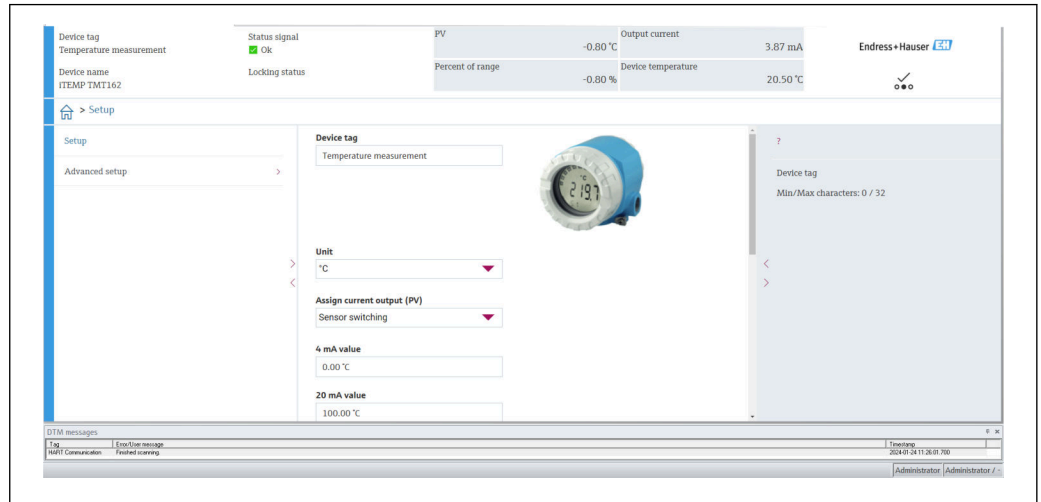 Device tag
Temperature measurement
Status signal
Ok
PV
-0.80 °C
Output current
3.87 mA
Endress+Hauser EH
Device name
iTEMP TMT162
Locking status
Percent of range
-0.80 %
Device temperature
20.50 °C
> Setup
Setup
Advanced setup >
Device tag
Temperature measurement
°C
219.7
Unit
°C
Assign current output (PV)
Sensor switching
4 mA value
0.00 °C
20 mA value
100.00 °C
?
Device tag
Min/Max characters: 0 / 32
DTM messages
Tag Error/User message Timestamp
HART Communication Finished scanning. 2024-01-24 11:26:01.700
Administrator Administrator / -